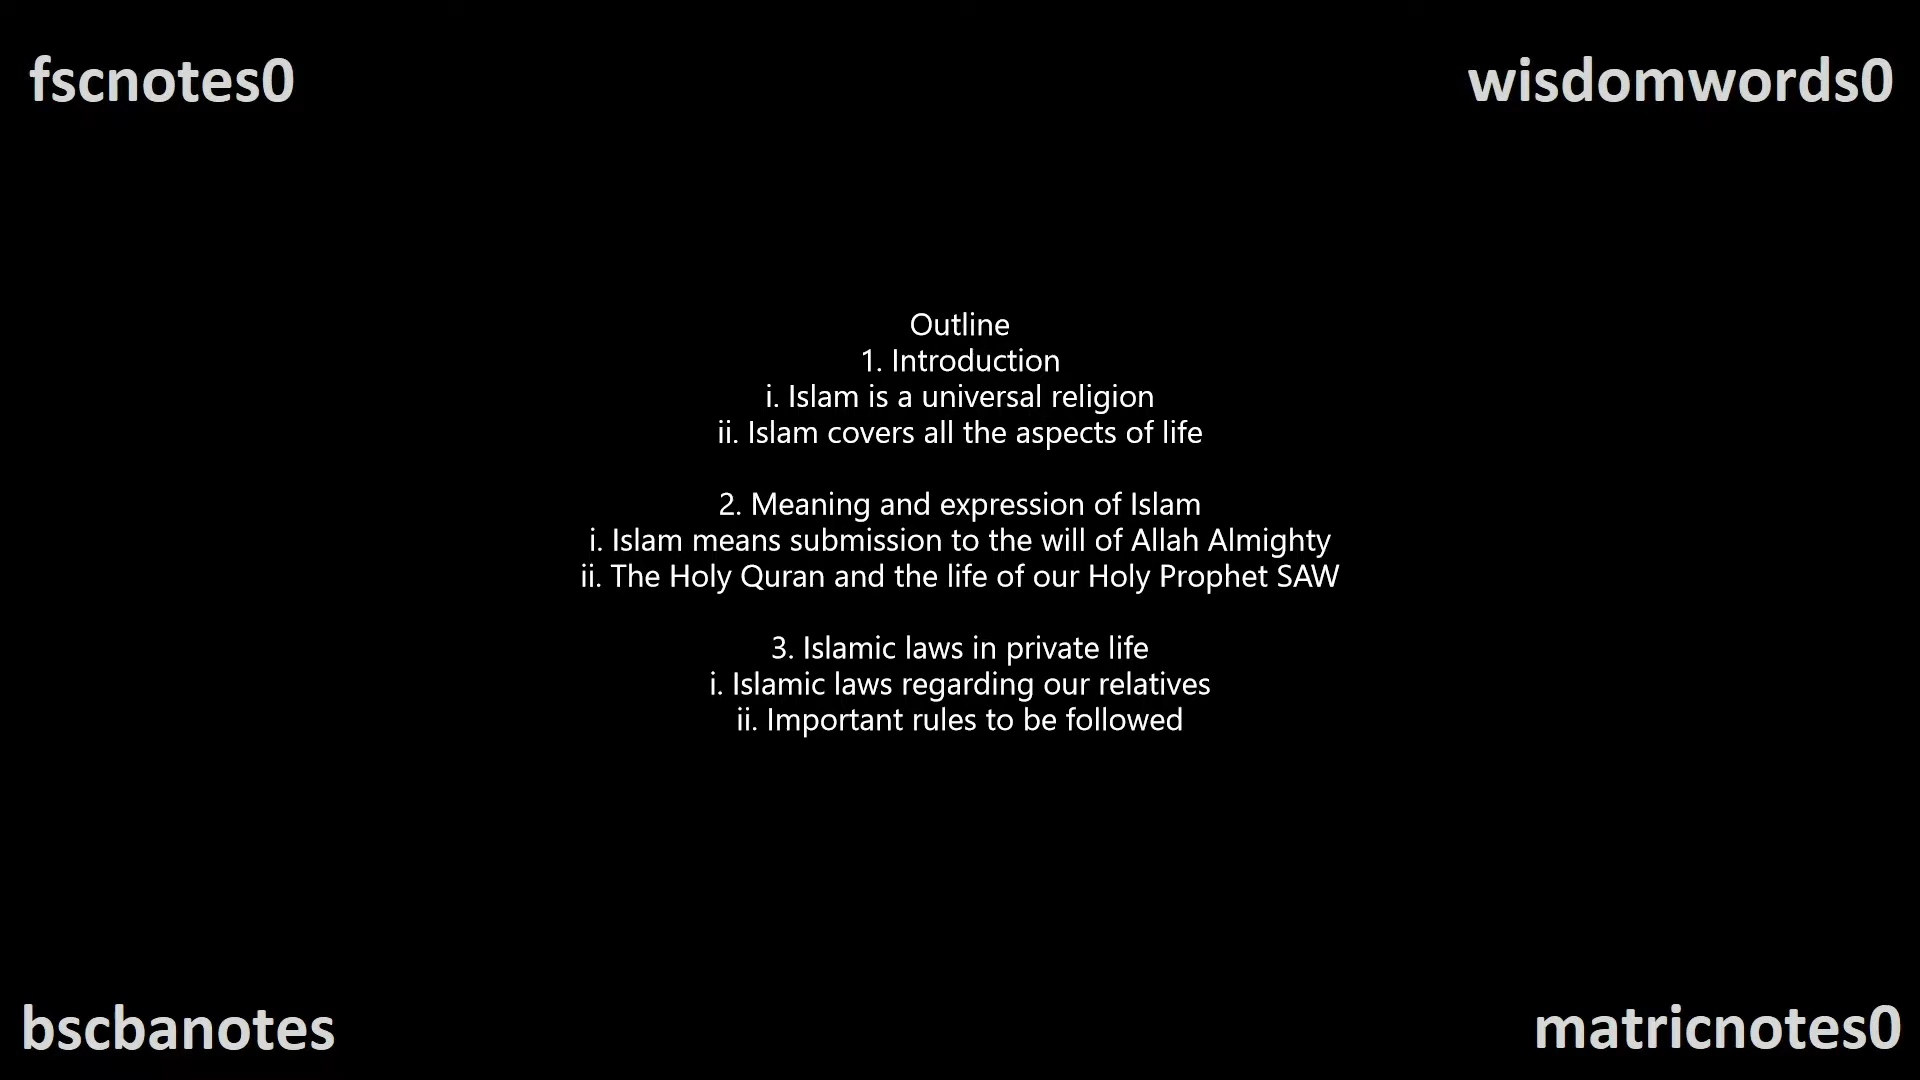 fscnotes0
wisdomwords0
Outline
1. Introduction
i. Islam is a universal religion
ii. Islam covers all the aspects of life
2. Meaning and expression of Islam
i. Islam means submission to the will of Allah Almighty
ii. The Holy Quran and the life of our Holy Prophet SAW
3. Islamic laws in private life
i. Islamic laws regarding our relatives
ii. Important rules to be followed
bscbanotes
matricnotes0